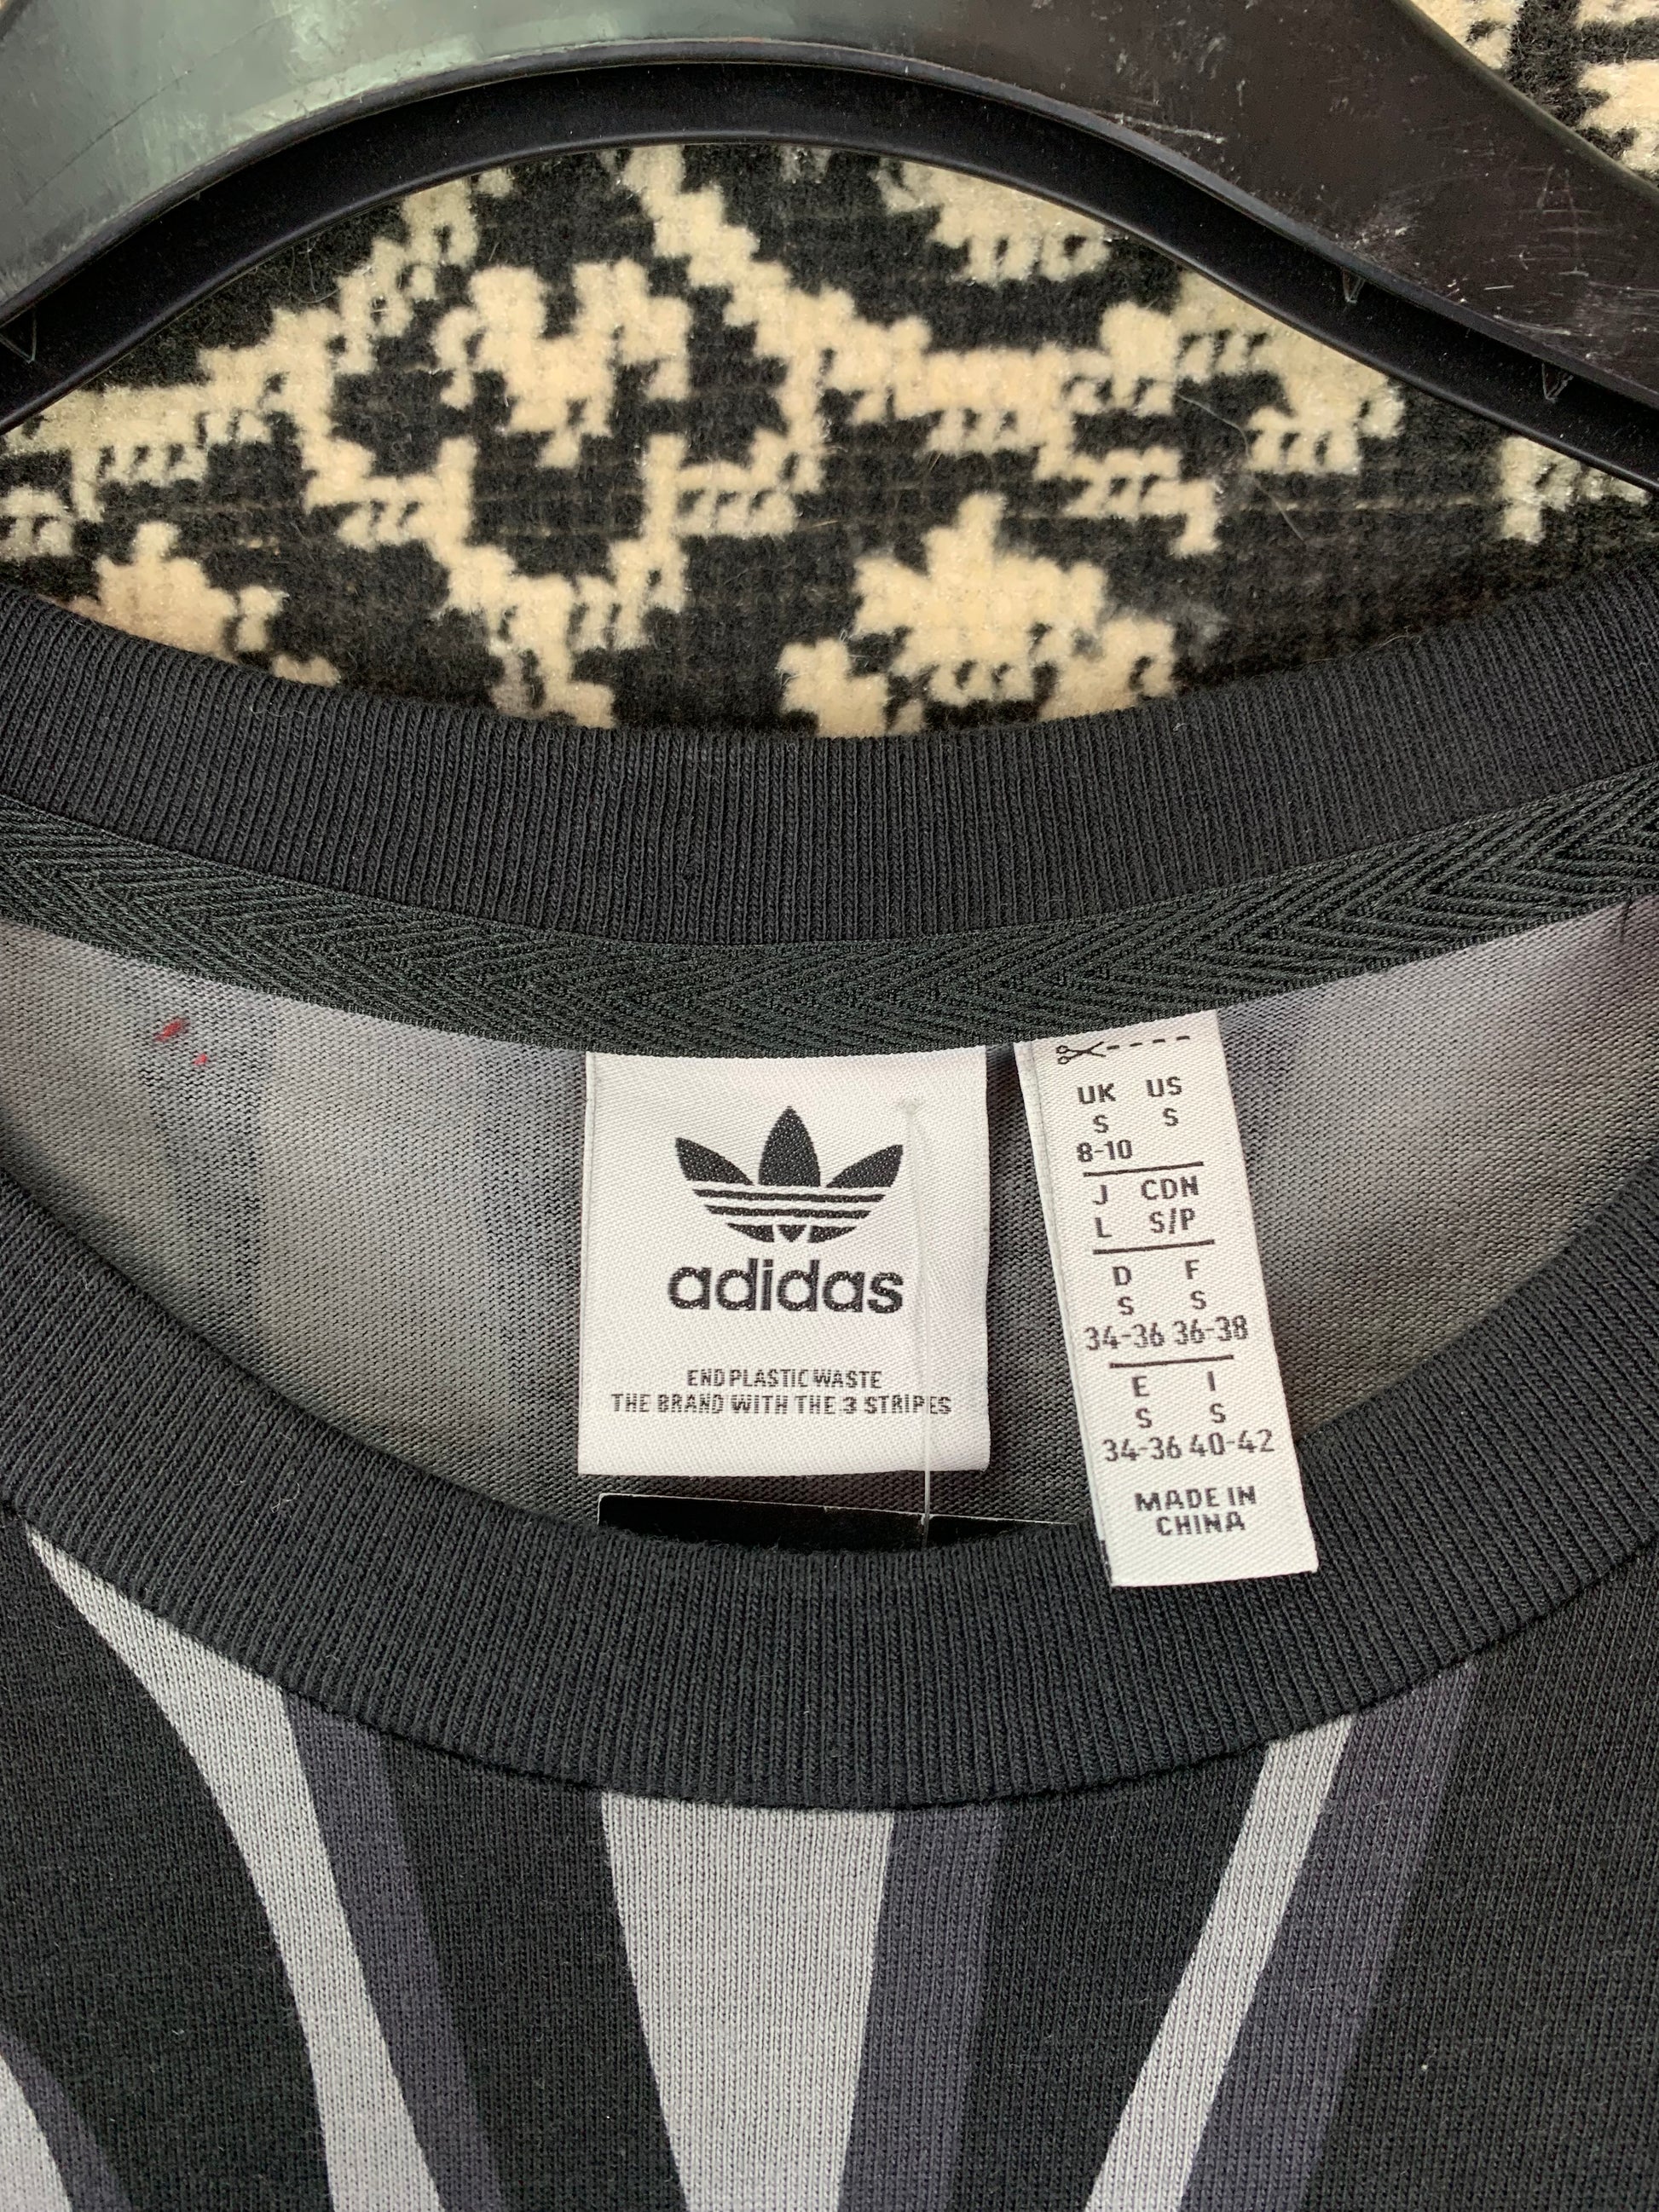 adidas
END PLASTIC WASTE
THE BRAND WITH THE 3 STRIPES
UK US
S S
8-10
J CDN
L S/P
D F
S S
34-36 36-38
E I
S S
34-36 40-42
MADE IN
CHINA